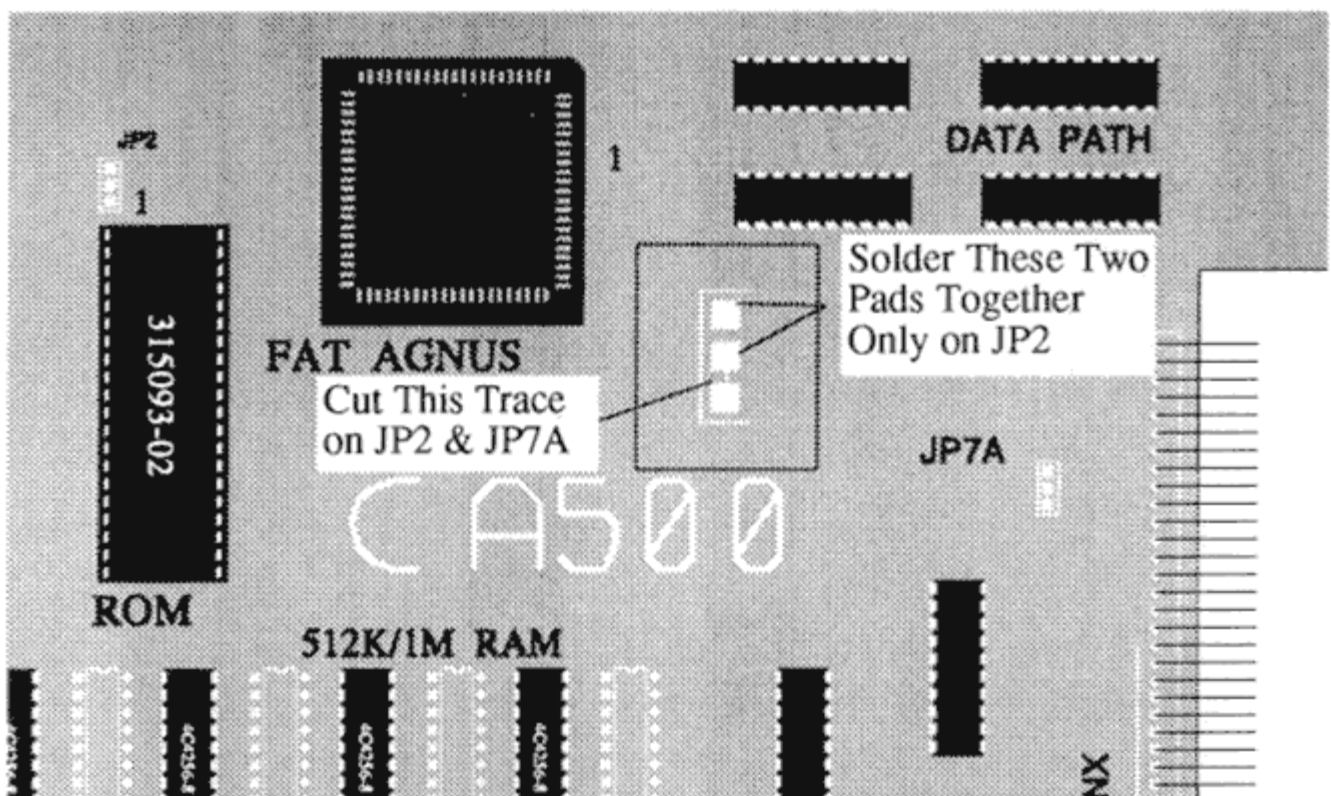 JP2
1
1
DATA PATH
Solder These Two
Pads Together
Only on JP2
315093-02
FAT AGNUS
Cut This Trace
on JP2 & JP7A
JP7A
CA500
ROM
512K/1M RAM